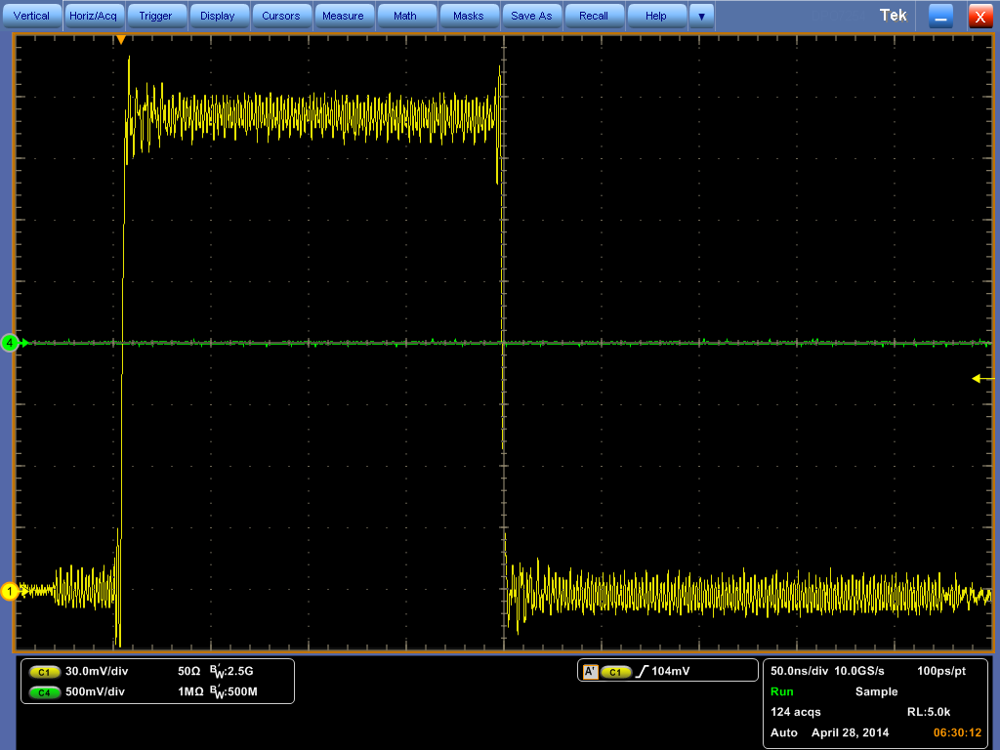 Vertical Horiz/Acq Trigger Display Cursors Measure Math Masks Save As Recall Help ▼ Tek X
4
1
C1 30.0mV/div 50Ω BW:2.5G
C4 500mV/div 1MΩ BW:500M
A' C1 104mV
50.0ns/div 10.0GS/s 100ps/pt
Run Sample
124 acqs RL:5.0k
Auto April 28, 2014 06:30:12